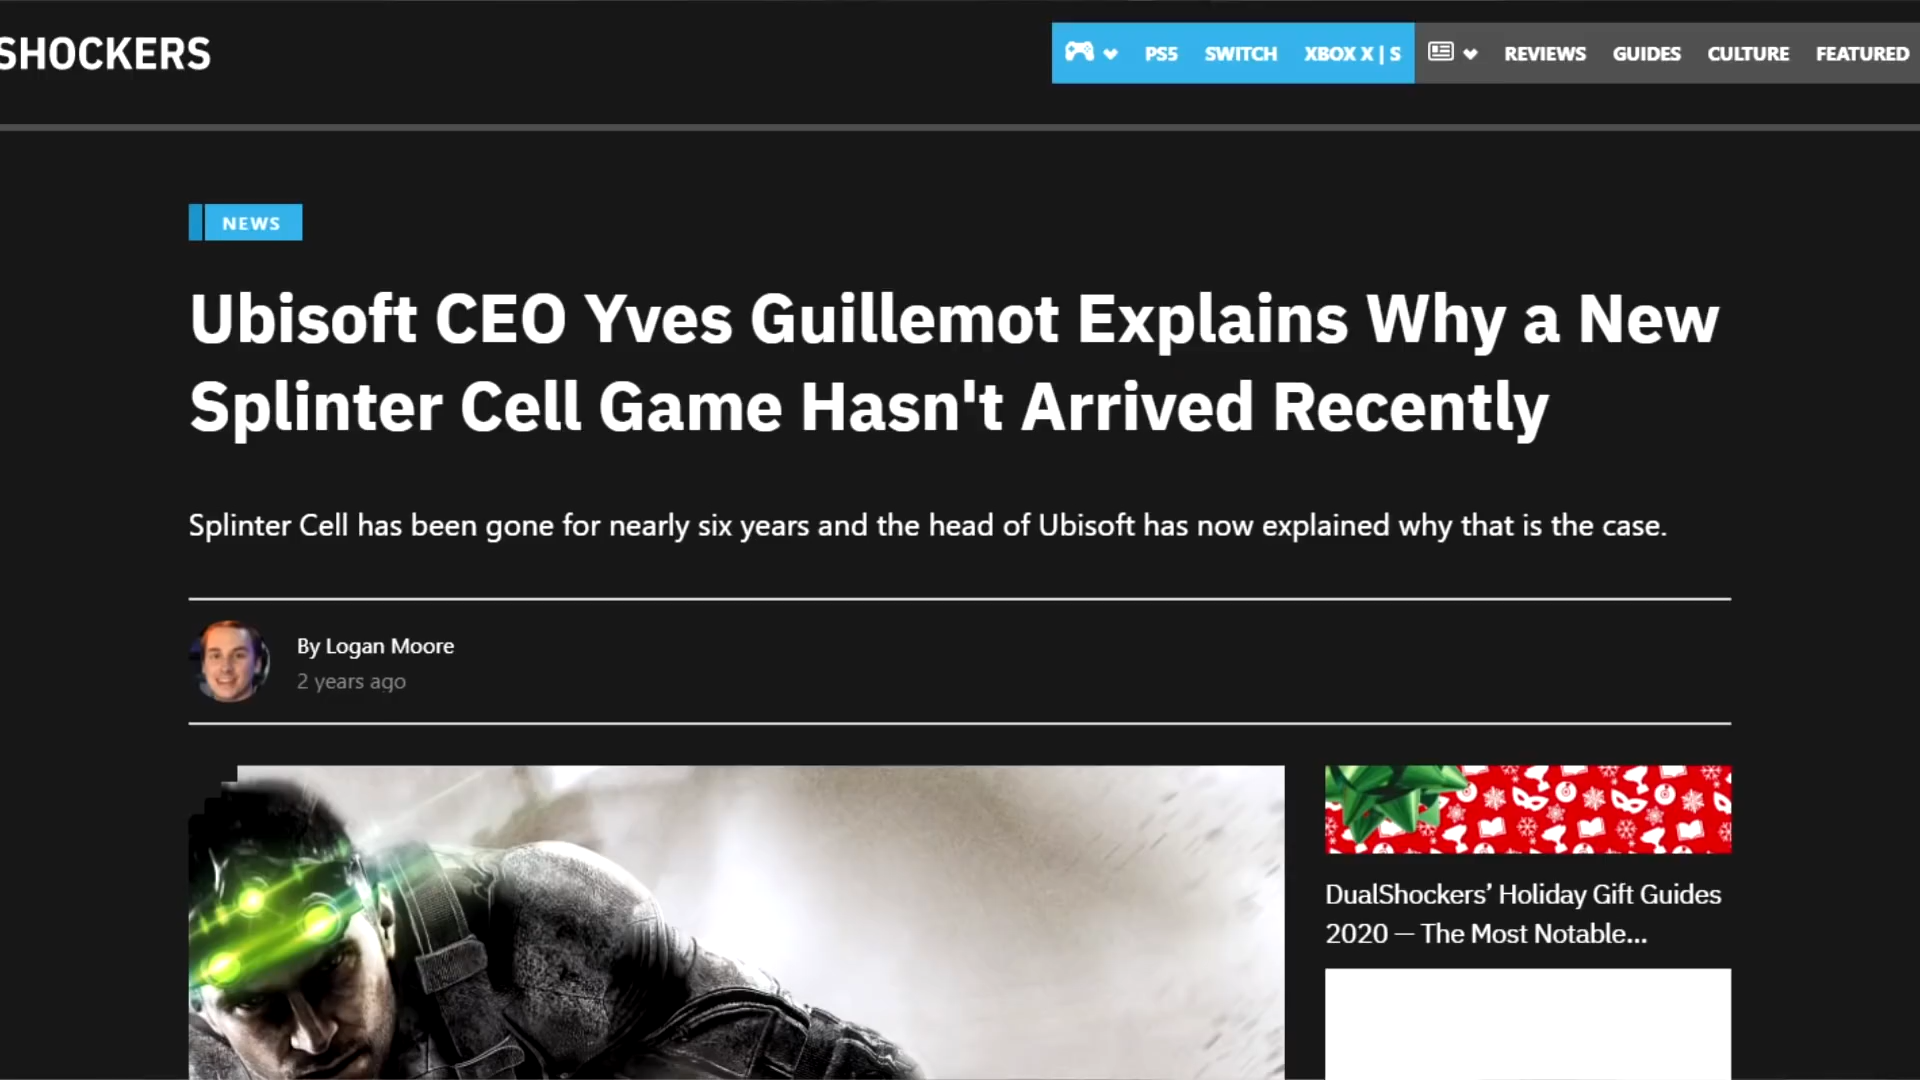 SHOCKERS
PS5 SWITCH XBOX X | S REVIEWS GUIDES CULTURE FEATURED
NEWS
Ubisoft CEO Yves Guillemot Explains Why a New
Splinter Cell Game Hasn't Arrived Recently
Splinter Cell has been gone for nearly six years and the head of Ubisoft has now explained why that is the case.
By Logan Moore
2 years ago
DualShockers’ Holiday Gift Guides
2020 — The Most Notable...